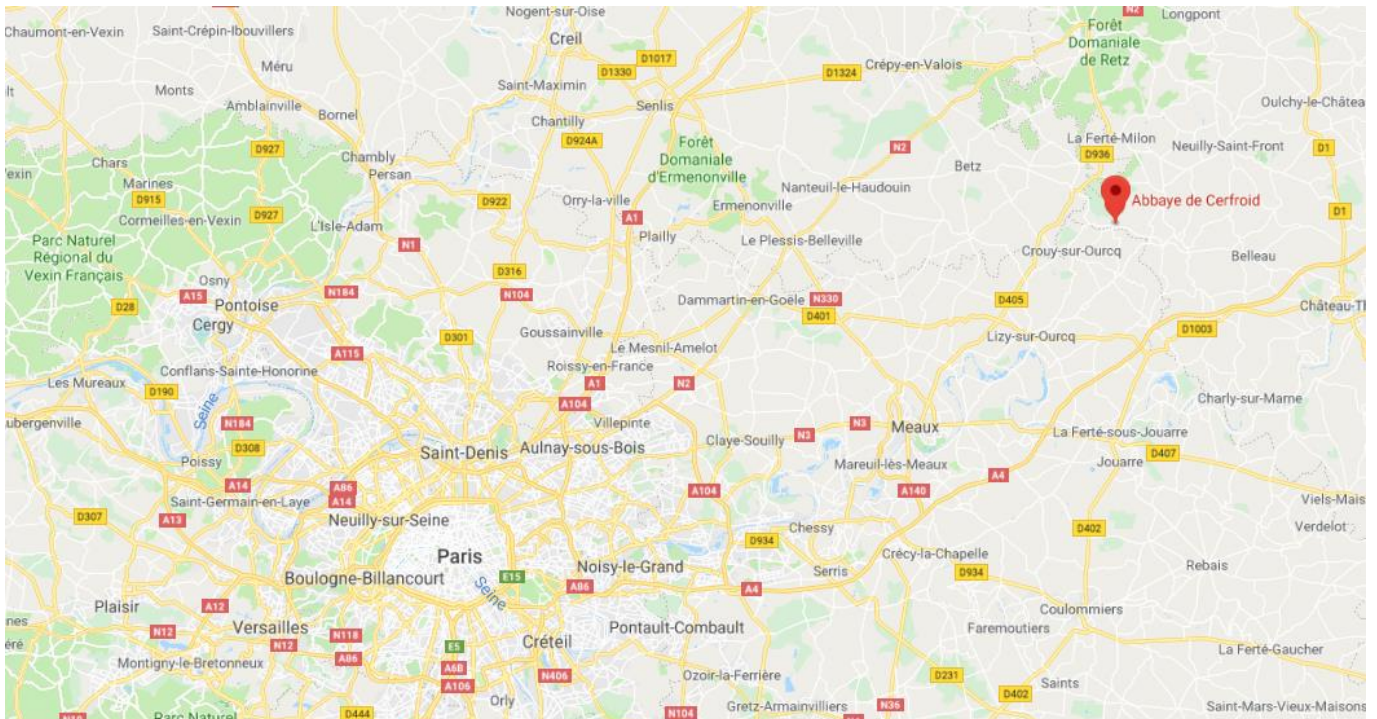 N2
Longpont
Nogent-sur-Oise
Chaumont-en-Vexin
Saint-Crépin-Ibouvillers
Creil
Forêt
Domaniale
de Retz
D1017
D1330
D1324
Crépy-en-Valois
Méru
Saint-Maximin
Monts
Amblainville
Bornel
Senlis
Oulchy-le-Châtea
Chantilly
D924A
La Ferté-Milon
Neuilly-Saint-Front
D927
Forêt
Domaniale
d'Ermenonville
N2
D936
D1
Chars
Chambly
Persan
Betz
Marines
Nanteuil-le-Haudouin
D915
D922
Orry-la-ville
Ermenonville
Abbaye de Cerfroid
Cormeilles-en-Vexin
D927
L'Isle-Adam
A1
D1
Plailly
Le Plessis-Belleville
Parc Naturel
Régional du
Vexin Français
N1
Crouy-sur-Ourcq
Belleau
D316
Osny
A15
N184
N104
Dammartin-en-Goële
N330
D405
Pontoise
D28
Château-Th
Cergy
D401
Goussainville
D301
Lizy-sur-Ourcq
D1003
A115
Le Mesnil-Amelot
Conflans-Sainte-Honorine
Roissy-en-France
Les Mureaux
D190
A1
N2
Seine
A104
Charly-sur-Marne
ubergenville
N184
Villepinte
N3
N3
Meaux
D308
Saint-Denis
Aulnay-sous-Bois
Claye-Souilly
La Ferté-sous-Jouarre
Poissy
Mareuil-lès-Meaux
Jouarre
D407
A14
A86
A14
A104
A140
A4
Saint-Germain-en-Laye
Viels-Mais
D307
A13
Neuilly-sur-Seine
Chessy
D402
Verdelot
D934
Paris
Crécy-la-Chapelle
Noisy-le-Grand
Rebais
Boulogne-Billancourt
E15
Serris
D934
Seine
A86
A4
Plaisir
A12
Coulommiers
Versailles
N12
N118
Pontault-Combault
Faremoutiers
N12
E5
Créteil
La Ferté-Gaucher
Montigny-le-Bretonneux
A86
A6B
N406
Ozoir-la-Ferrière
D231
Saints
A106
D402
Orly
Parc Naturel
D444
N104
Gretz-Armainvilliers
N36
Saint-Mars-Vieux-Maisons